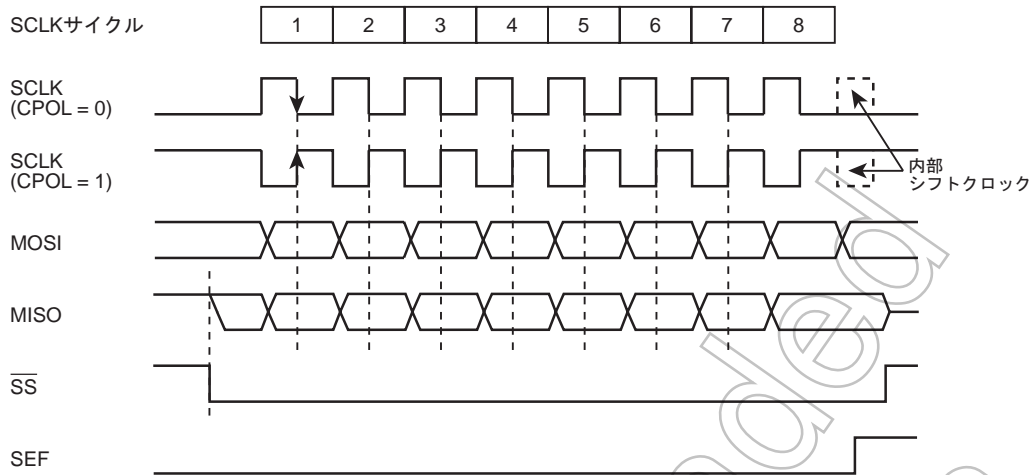 SCLKサイクル 1 2 3 4 5 6 7 8
SCLK
(CPOL = 0)
SCLK
(CPOL = 1)
内部
シフトクロック
MOSI
MISO
SS
SEF